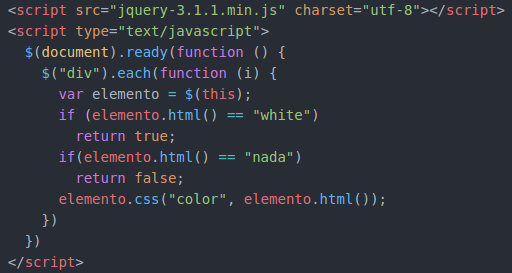 <script src="jquery-3.1.1.min.js" charset="utf-8"></script>
<script type="text/javascript">
  $(document).ready(function () {
    $("div").each(function (i) {
      var elemento = $(this);
      if (elemento.html() == "white")
        return true;
      if(elemento.html() == "nada")
        return false;
      elemento.css("color", elemento.html());
    })
  })
</script>